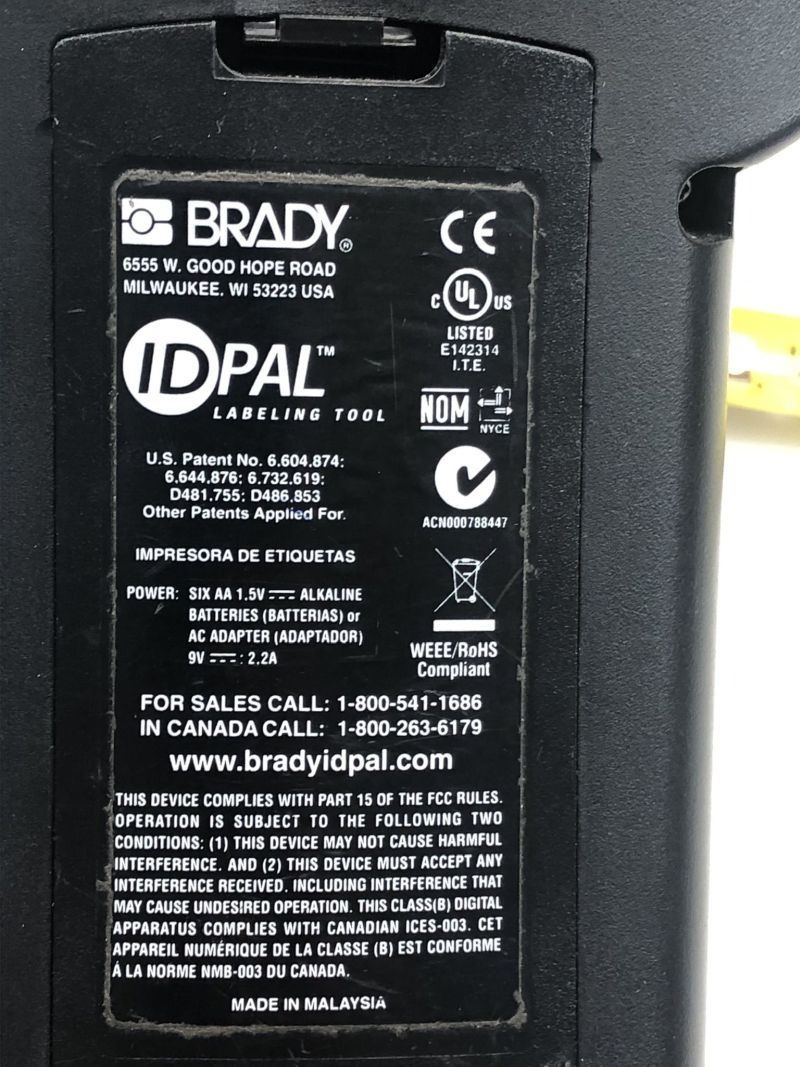 BRADY®
6555 W. GOOD HOPE ROAD
MILWAUKEE, WI 53223 USA
CE
C UL US
LISTED
E142314
I.T.E.
IDPAL™
LABELING TOOL
NOM
NYCE
U.S. Patent No. 6.604.874:
6.644.876: 6.732.619:
D481.755: D486.853
Other Patents Applied For.
ACN000788447
IMPRESORA DE ETIQUETAS
POWER: SIX AA 1.5V ⎓ ALKALINE
BATTERIES (BATTERIAS) or
AC ADAPTER (ADAPTADOR)
9V ⎓: 2.2A
WEEE/RoHS
Compliant
FOR SALES CALL: 1-800-541-1686
IN CANADA CALL: 1-800-263-6179
www.bradyidpal.com
THIS DEVICE COMPLIES WITH PART 15 OF THE FCC RULES.
OPERATION IS SUBJECT TO THE FOLLOWING TWO
CONDITIONS: (1) THIS DEVICE MAY NOT CAUSE HARMFUL
INTERFERENCE. AND (2) THIS DEVICE MUST ACCEPT ANY
INTERFERENCE RECEIVED. INCLUDING INTERFERENCE THAT
MAY CAUSE UNDESIRED OPERATION. THIS CLASS(B) DIGITAL
APPARATUS COMPLIES WITH CANADIAN ICES-003. CET
APPAREIL NUMÉRIQUE DE LA CLASSE (B) EST CONFORME
À LA NORME NMB-003 DU CANADA.
MADE IN MALAYSIA